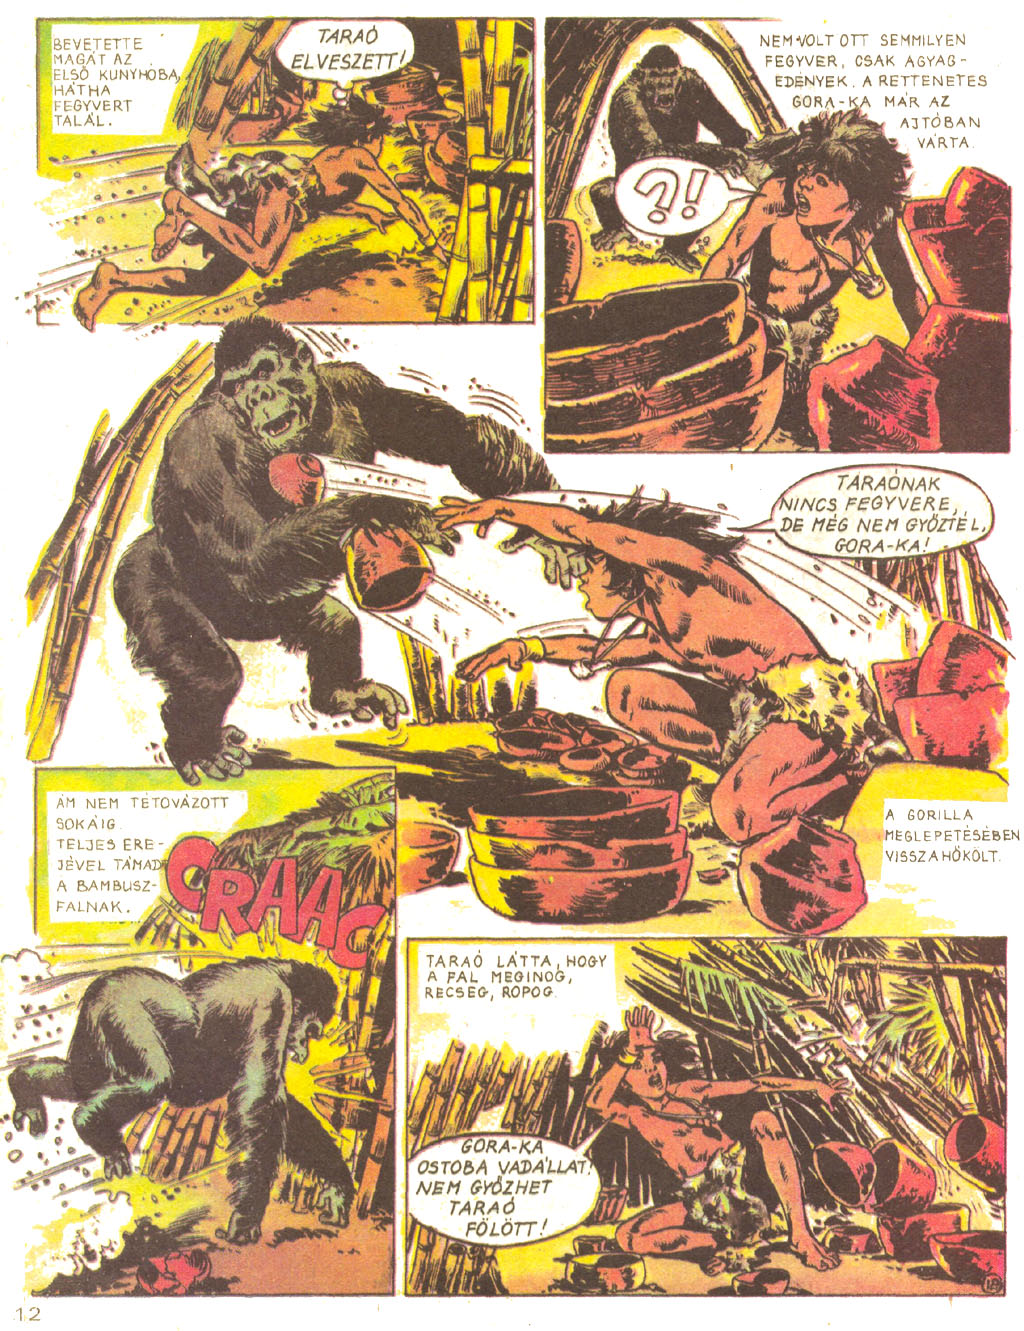 BEVETETTE
MAGÁT AZ
ELSŐ KUNYHÓBA,
HÁTHA
FEGYVERT
TALÁL.
TARAÓ
ELVESZETT!
NEM VOLT OTT SEMMILYEN
FEGYVER, CSAK AGYAG-
EDÉNYEK. A RETTENETES
GORA-KA MÁR AZ
AJTÓBAN
VÁRTA.
?!
TARAÓNAK
NINCS FEGYVERE,
DE MÉG NEM GYŐZTÉL,
GORA-KA!
A GORILLA
MEGLEPETÉSÉBEN
VISSZAHŐKÖLT.
ÁM NEM TÉTOVÁZOTT
SOKÁIG.
TELJES ERE-
JÉVEL TÁMADT
A BAMBUSZ-
FALNAK.
CRAAC
TARAÓ LÁTTA, HOGY
A FAL MEGINOG,
RECSEG, ROPOG.
GORA-KA
OSTOBA VADÁLLAT!
NEM GYŐZHET
TARAÓ
FÖLÖTT!
12